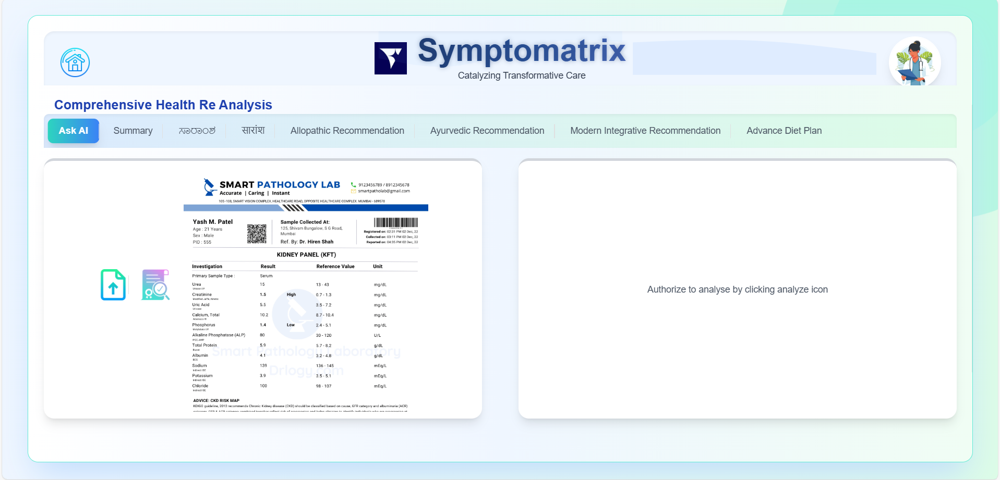 Symptomatrix
Catalyzing Transformative Care
Comprehensive Health Re Analysis
Ask AI Summary ಸಾರಾಂಶ सारांश Allopathic Recommendation Ayurvedic Recommendation Modern Integrative Recommendation Advance Diet Plan
SMART PATHOLOGY LAB
Accurate | Caring | Instant
9123456789 / 8912345678
smartpatholab@gmail.com
105 -108, SMART VISION COMPLEX, HEALTHCARE ROAD, OPPOSITE HEALTHCARE COMPLEX. MUMBAI - 689578
Yash M. Patel
Age : 21 Years
Sex : Male
PID : 555
Sample Collected At:
125, Shivam Bungalow, S G Road,
Mumbai
Ref. By: Dr. Hiren Shah
Registered on: 02:31 PM 02 Dec, 22
Collected on: 03:11 PM 02 Dec, 22
Reported on: 04:35 PM 02 Dec, 22
KIDNEY PANEL (KFT)
Investigation Result Reference Value Unit
Primary Sample Type : Serum
Urea 15 13 - 43 mg/dL
Urease UV
Creatinine 1.5 High 0.7 - 1.3 mg/dL
Modified Jaffe, Kinetic
Uric Acid 5.5 3.5 - 7.2 mg/dL
Uricase
Calcium, Total 10.2 8.7 - 10.4 mg/dL
Arsenazo III
Phosphorus 1.4 Low 2.4 - 5.1 mg/dL
Molybdate UV
Alkaline Phosphatase (ALP) 80 30 - 120 U/L
IFCC-AMP
Total Protein 5.9 5.7 - 8.2 g/dL
Biuret
Albumin 4.1 3.2 - 4.8 g/dL
BCG
Sodium 139 136 - 145 mEq/L
Indirect ISE
Potassium 3.9 3.5 - 5.1 mEq/L
Indirect ISE
Chloride 100 98 - 107 mEq/L
Indirect ISE
Smart Pathology Laboratory
Drlogy.com
ADVICE: CKD RISK MAP
KDIGO guideline, 2012 recommends Chronic Kidney disease (CKD) should be classified based on cause, GFR category and albuminuria (ACR)
Authorize to analyse by clicking analyze icon